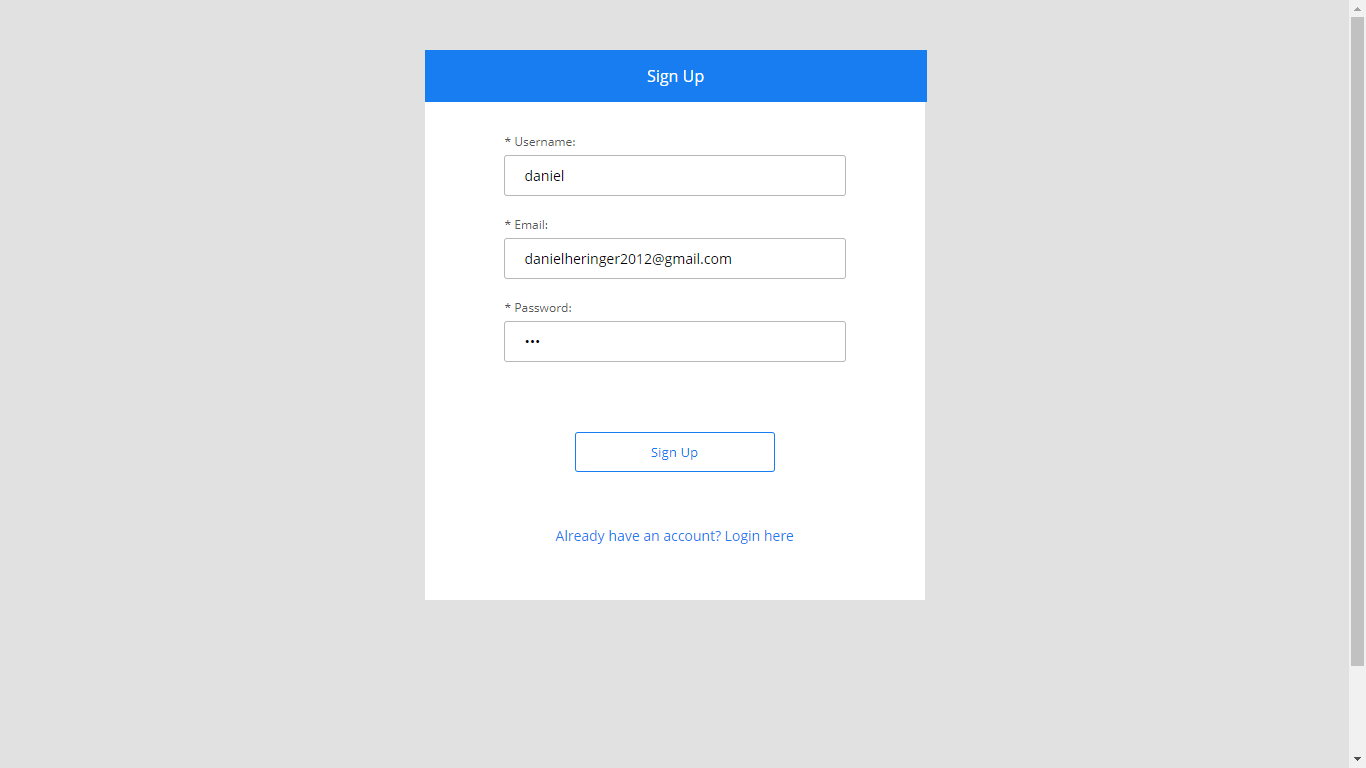 Sign Up
* Username:
daniel
* Email:
danielheringer2012@gmail.com
* Password:
•••
Sign Up
Already have an account? Login here